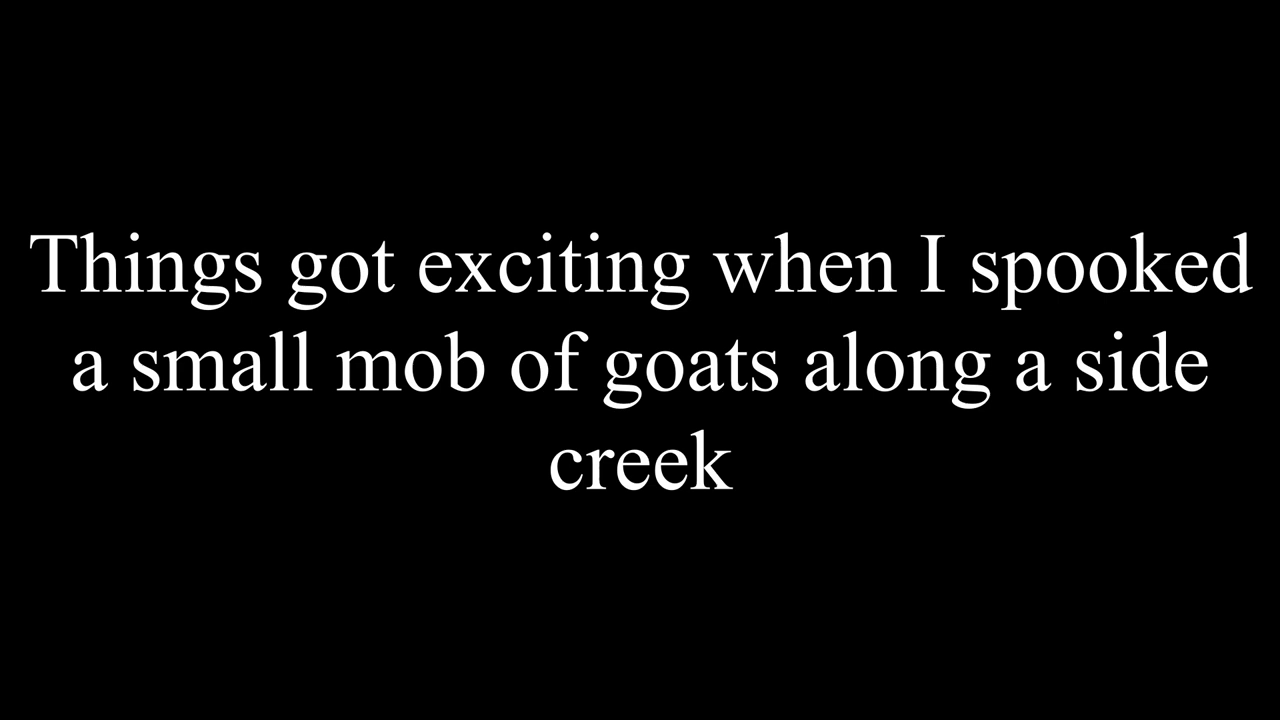 Things got exciting when I spooked
a small mob of goats along a side
creek